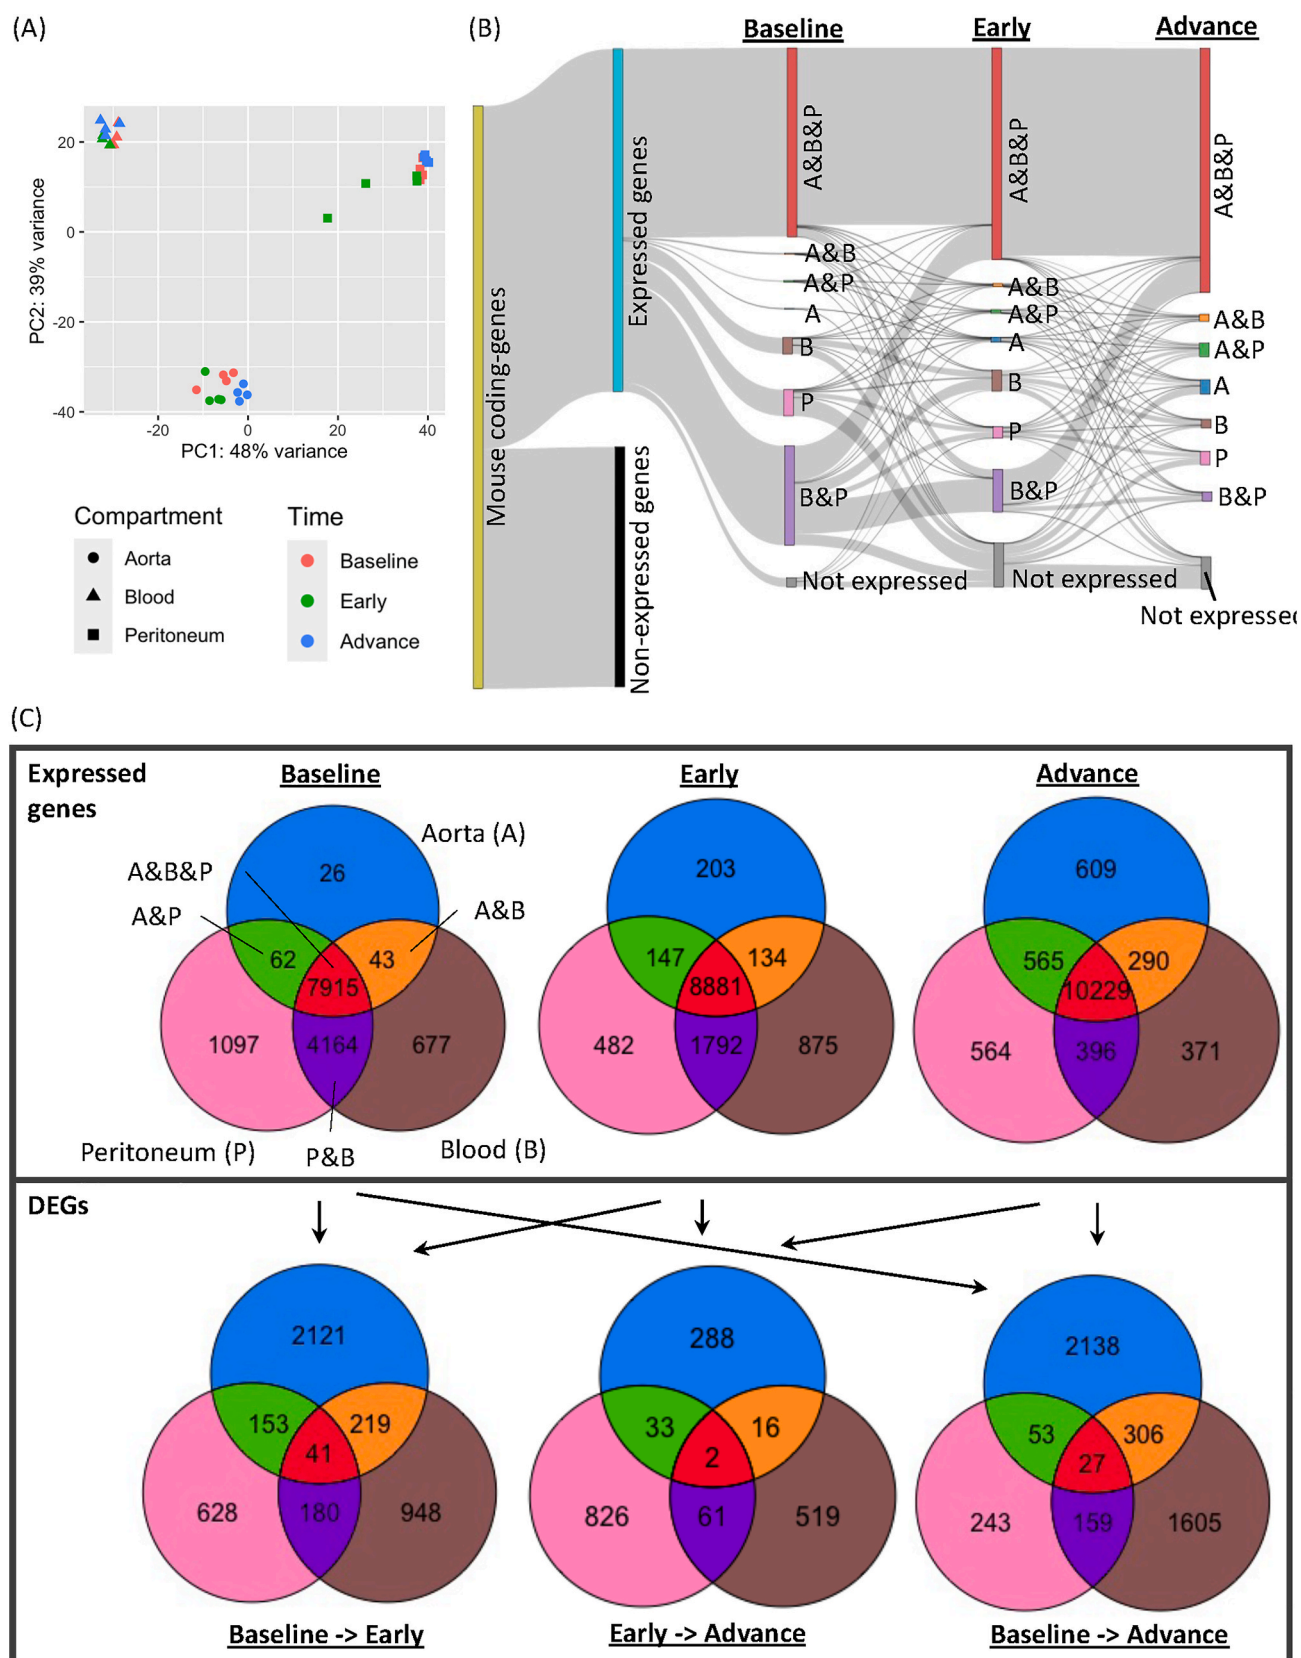 (A)
20
0
-20
-40
PC2: 39% variance
-20
0
20
40
PC1: 48% variance
Compartment
Aorta
Blood
Peritoneum
Time
Baseline
Early
Advance
(B)
Baseline
Early
Advance
Mouse coding-genes
Expressed genes
Non-expressed genes
A&B&P
A&B
A&P
A
B
P
B&P
Not expressed
A&B&P
A&B
A&P
A
B
P
B&P
Not expressed
A&B&P
A&B
A&P
A
B
P
B&P
Not expressed
(C)
Expressed
genes
Baseline
Early
Advance
Aorta (A)
A&B&P
A&P
A&B
26
62
43
7915
1097
4164
677
Peritoneum (P)
P&B
Blood (B)
203
147
134
8881
482
1792
875
609
565
290
10229
564
396
371
DEGs
2121
153
219
41
628
180
948
Baseline -> Early
288
33
16
2
826
61
519
Early -> Advance
2138
53
306
27
243
159
1605
Baseline -> Advance